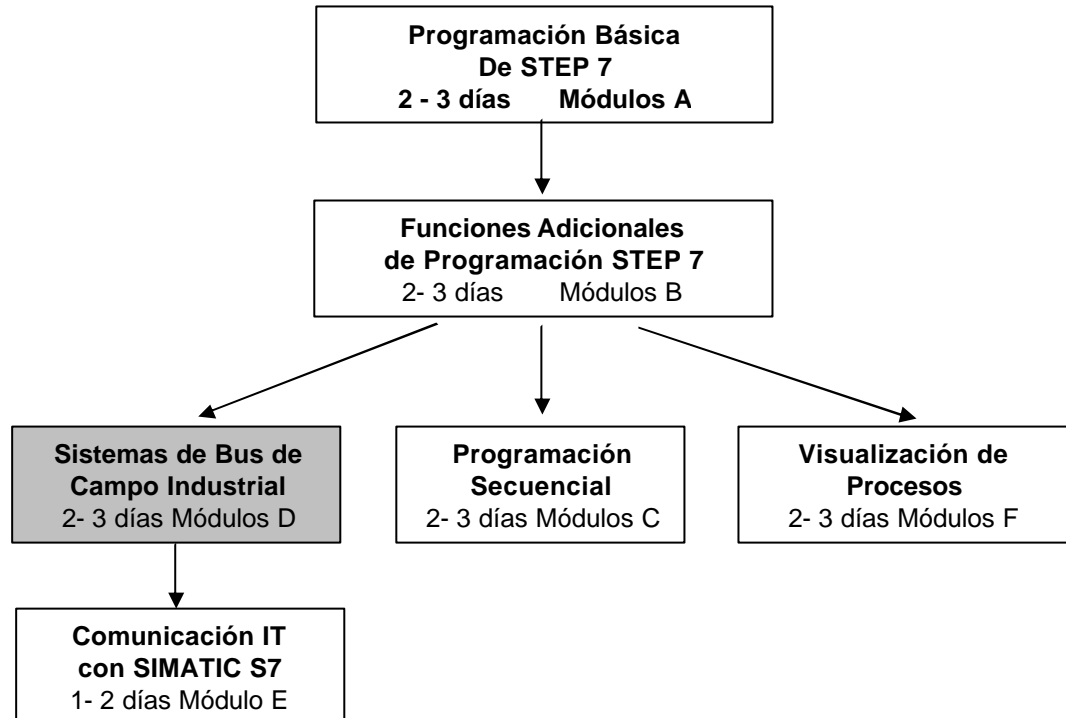 Programación Básica
De STEP 7
2 - 3 días Módulos A
Funciones Adicionales
de Programación STEP 7
2- 3 días Módulos B
Sistemas de Bus de
Campo Industrial
2- 3 días Módulos D
Programación
Secuencial
2- 3 días Módulos C
Visualización de
Procesos
2- 3 días Módulos F
Comunicación IT
con SIMATIC S7
1- 2 días Módulo E